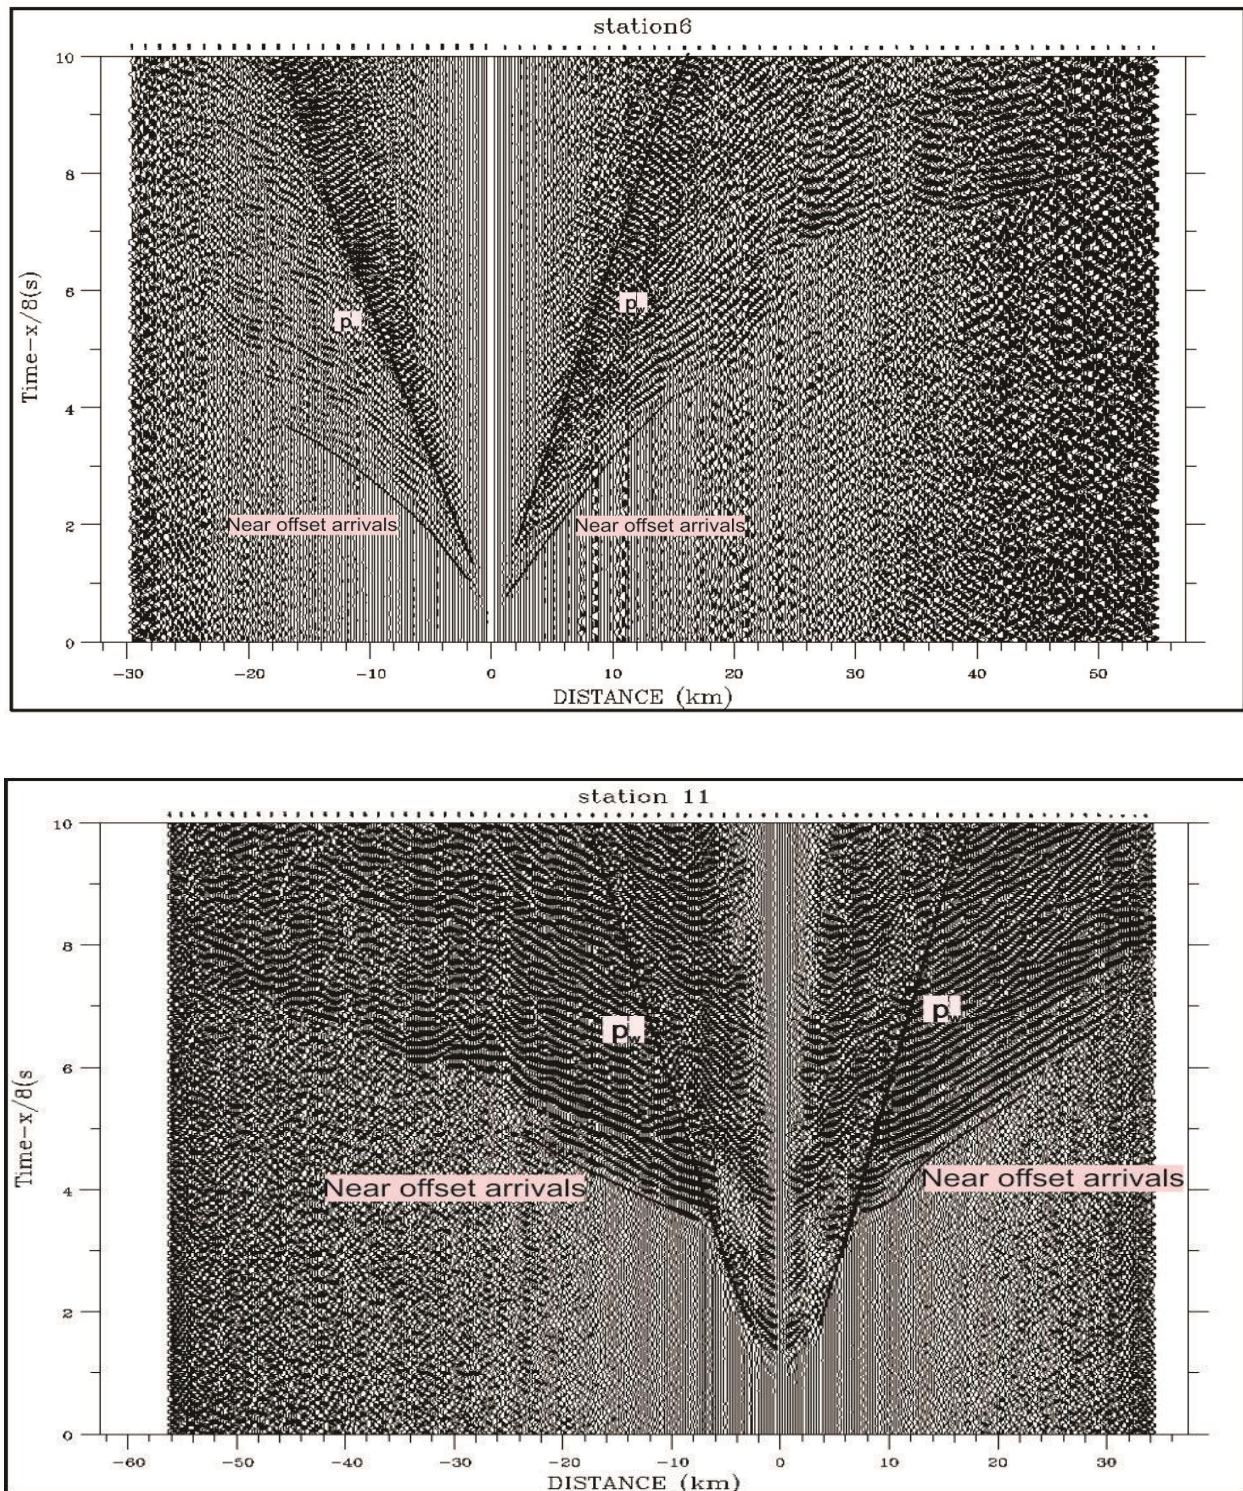 station6
10
8
6
4
2
0
Time-x/8(s)
Pw
Pw
Near offset arrivals Near offset arrivals
-30 -20 -10 0 10 20 30 40 50
DISTANCE (km)
station 11
10
8
6
4
2
0
Time-x/8(s
Pw
Pw
Near offset arrivals Near offset arrivals
-60 -50 -40 -30 -20 -10 0 10 20 30
DISTANCE (km)